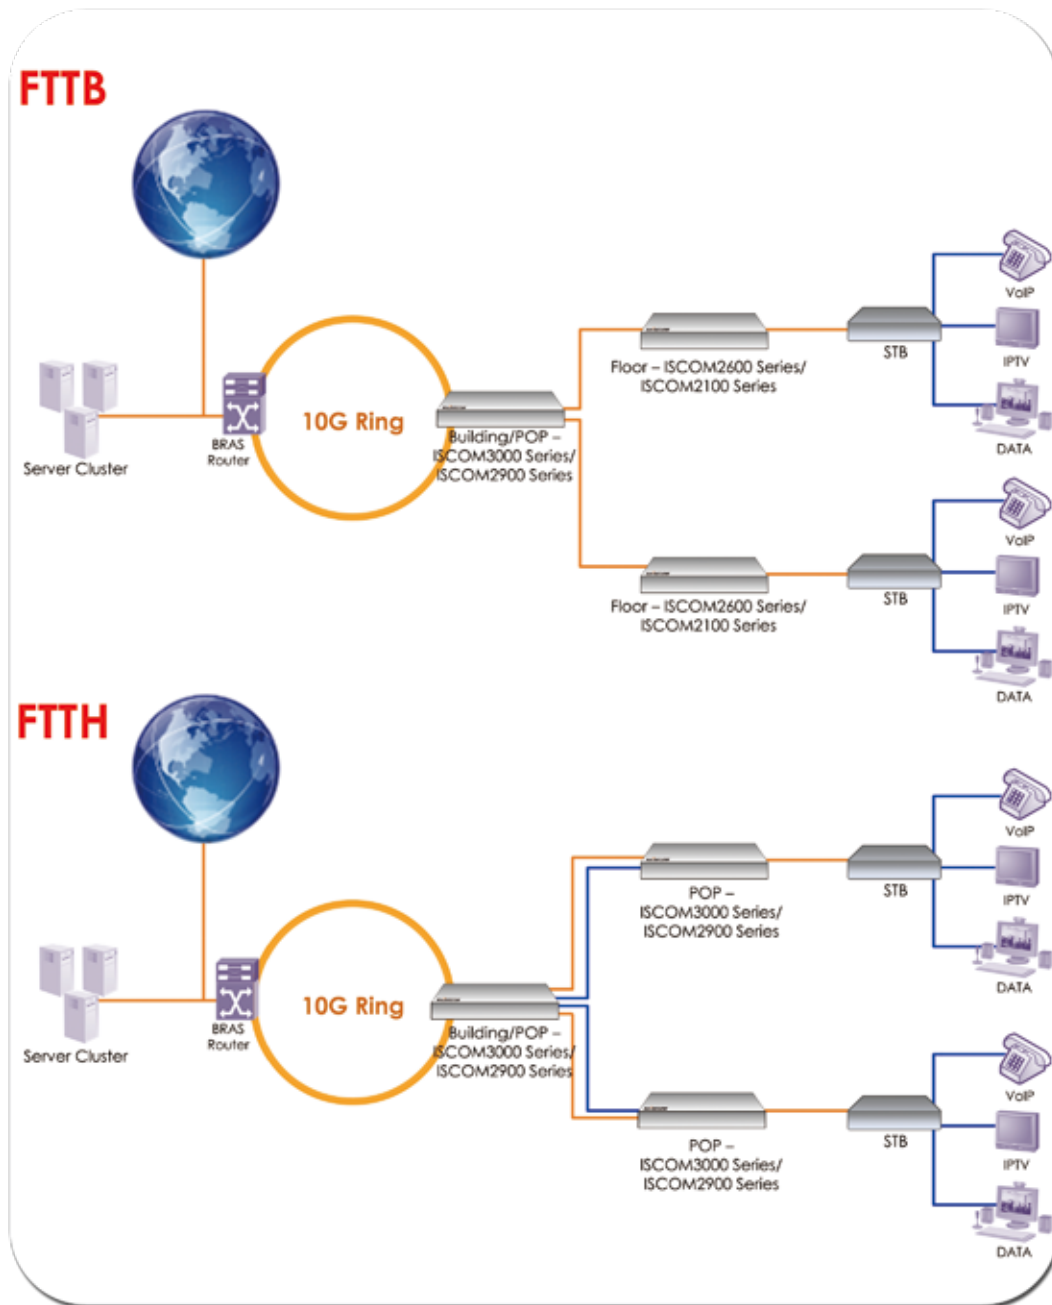 FTTB
VoIP
IPTV
DATA
STB
Floor – ISCOM2600 Series/
ISCOM2100 Series
10G Ring
Building/POP –
ISCOM3000 Series/
ISCOM2900 Series
BRAS
Router
Server Cluster
VoIP
IPTV
DATA
STB
Floor – ISCOM2600 Series/
ISCOM2100 Series
FTTH
VoIP
IPTV
DATA
STB
POP –
ISCOM3000 Series/
ISCOM2900 Series
10G Ring
Building/POP –
ISCOM3000 Series/
ISCOM2900 Series
BRAS
Router
Server Cluster
VoIP
IPTV
DATA
STB
POP –
ISCOM3000 Series/
ISCOM2900 Series